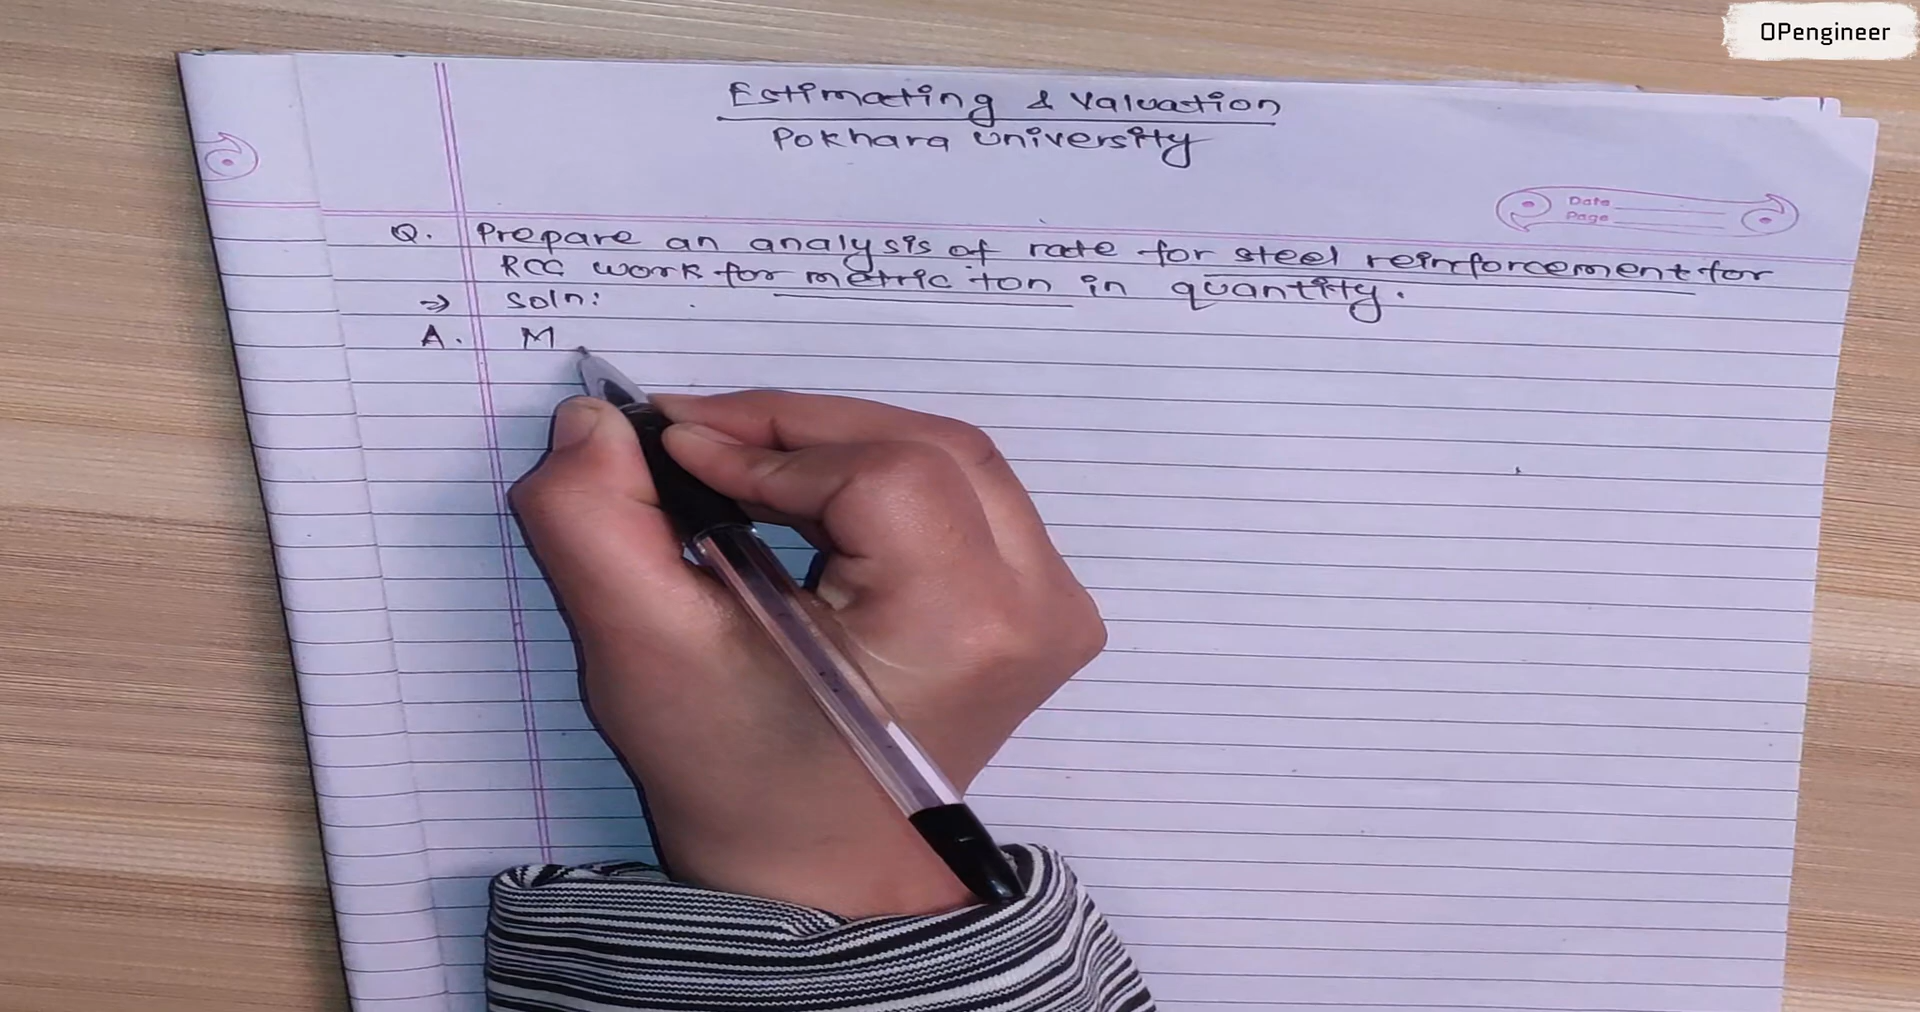 OPengineer
Estimating & Valuation
Pokhara University
Date
Page
Q. Prepare an analysis of rate for steel reinforcement for
RCC work for metric ton in quantity.
⇒ Soln:
A. M